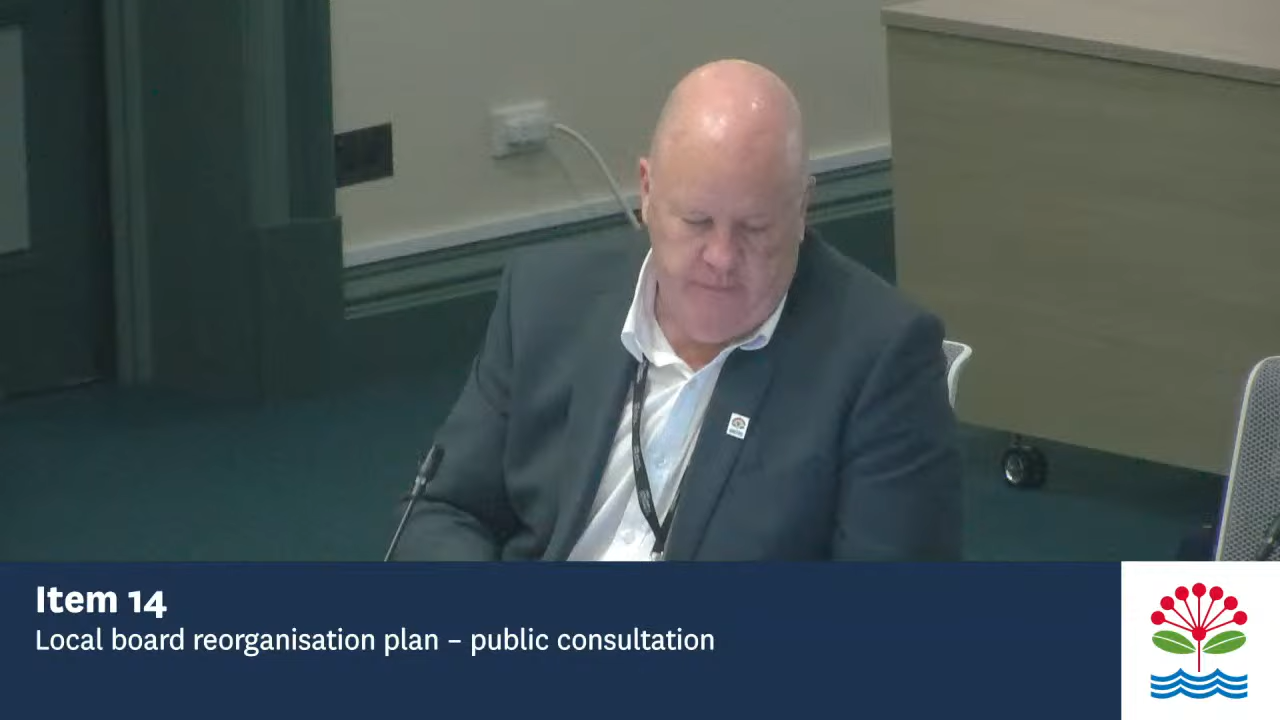 Item 14
Local board reorganisation plan – public consultation